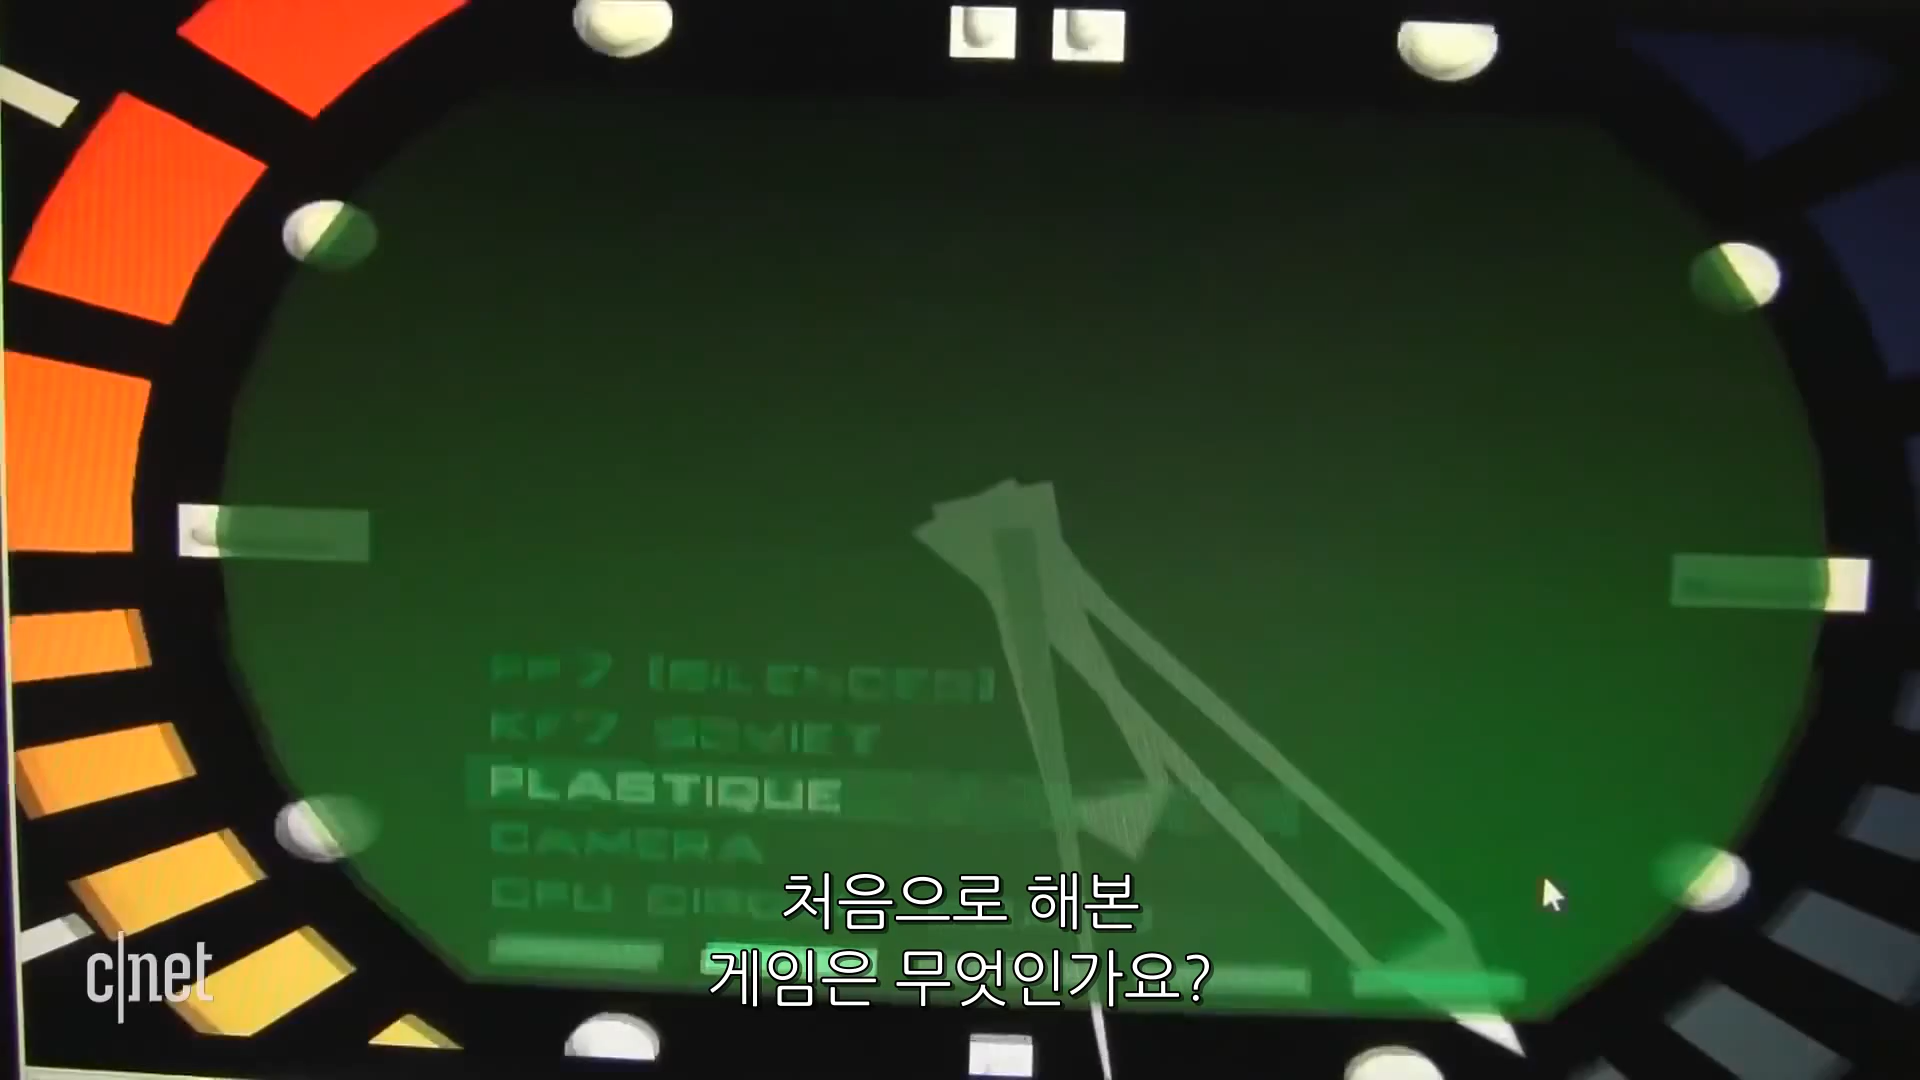 PP7 (SILENCED)
KF7 SOVIET
PLASTIQUE
CAMERA
CPU
처음으로 해본
게임은 무엇인가요?
c|net